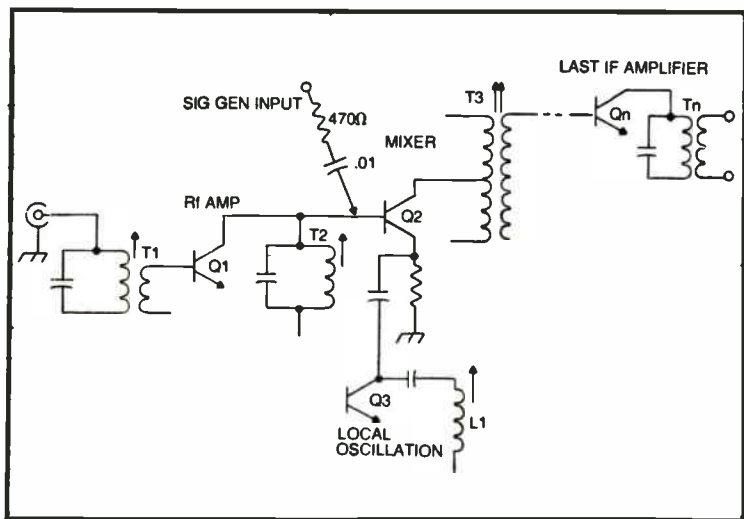 LAST IF AMPLIFIER
T3
Qn
Tn
SIG GEN INPUT
470Ω
MIXER
.01
Rf AMP
Q2
T1
Q1
T2
Q3
L1
LOCAL
OSCILLATION